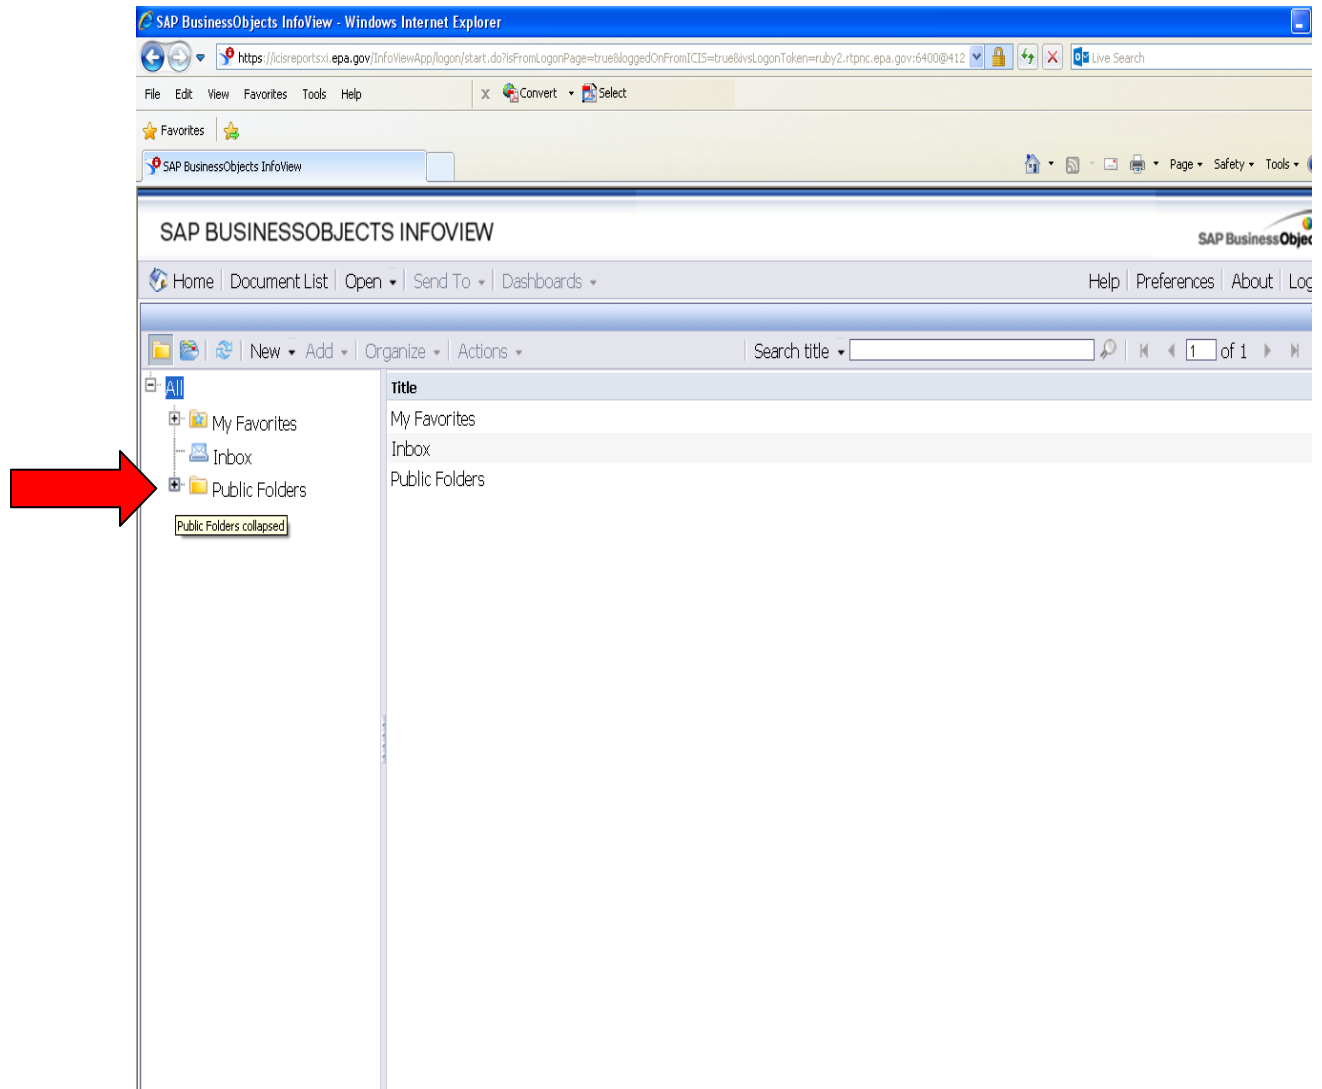 SAP BusinessObjects InfoView - Windows Internet Explorer
https://icisreportsxi.epa.gov/InfoViewApp/logon/start.do?isFromLogonPage=true&loggedOnFromICIS=true&ivsLogonToken=ruby2.rtpnc.epa.gov:6400@412 Live Search
File Edit View Favorites Tools Help x Convert Select
Favorites
SAP BusinessObjects InfoView Page Safety Tools
SAP BUSINESSOBJECTS INFOVIEW SAP BusinessObjec
Home Document List Open Send To Dashboards Help Preferences About Log
New Add Organize Actions Search title 1 of 1
All Title
My Favorites My Favorites
Inbox Inbox
Public Folders Public Folders
Public Folders collapsed